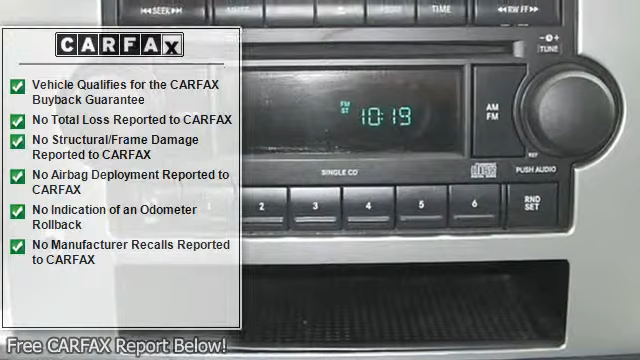 SEEK
TIME
RW FF
TUNE
CARFAX
Vehicle Qualifies for the CARFAX
Buyback Guarantee
No Total Loss Reported to CARFAX
No Structural/Frame Damage
Reported to CARFAX
No Airbag Deployment Reported to
CARFAX
No Indication of an Odometer
Rollback
No Manufacturer Recalls Reported
to CARFAX
FM
ST
10:19
AM
FM
SINGLE CD
PUSH AUDIO
1 2 3 4 5 6
RND
SET
Free CARFAX Report Below!